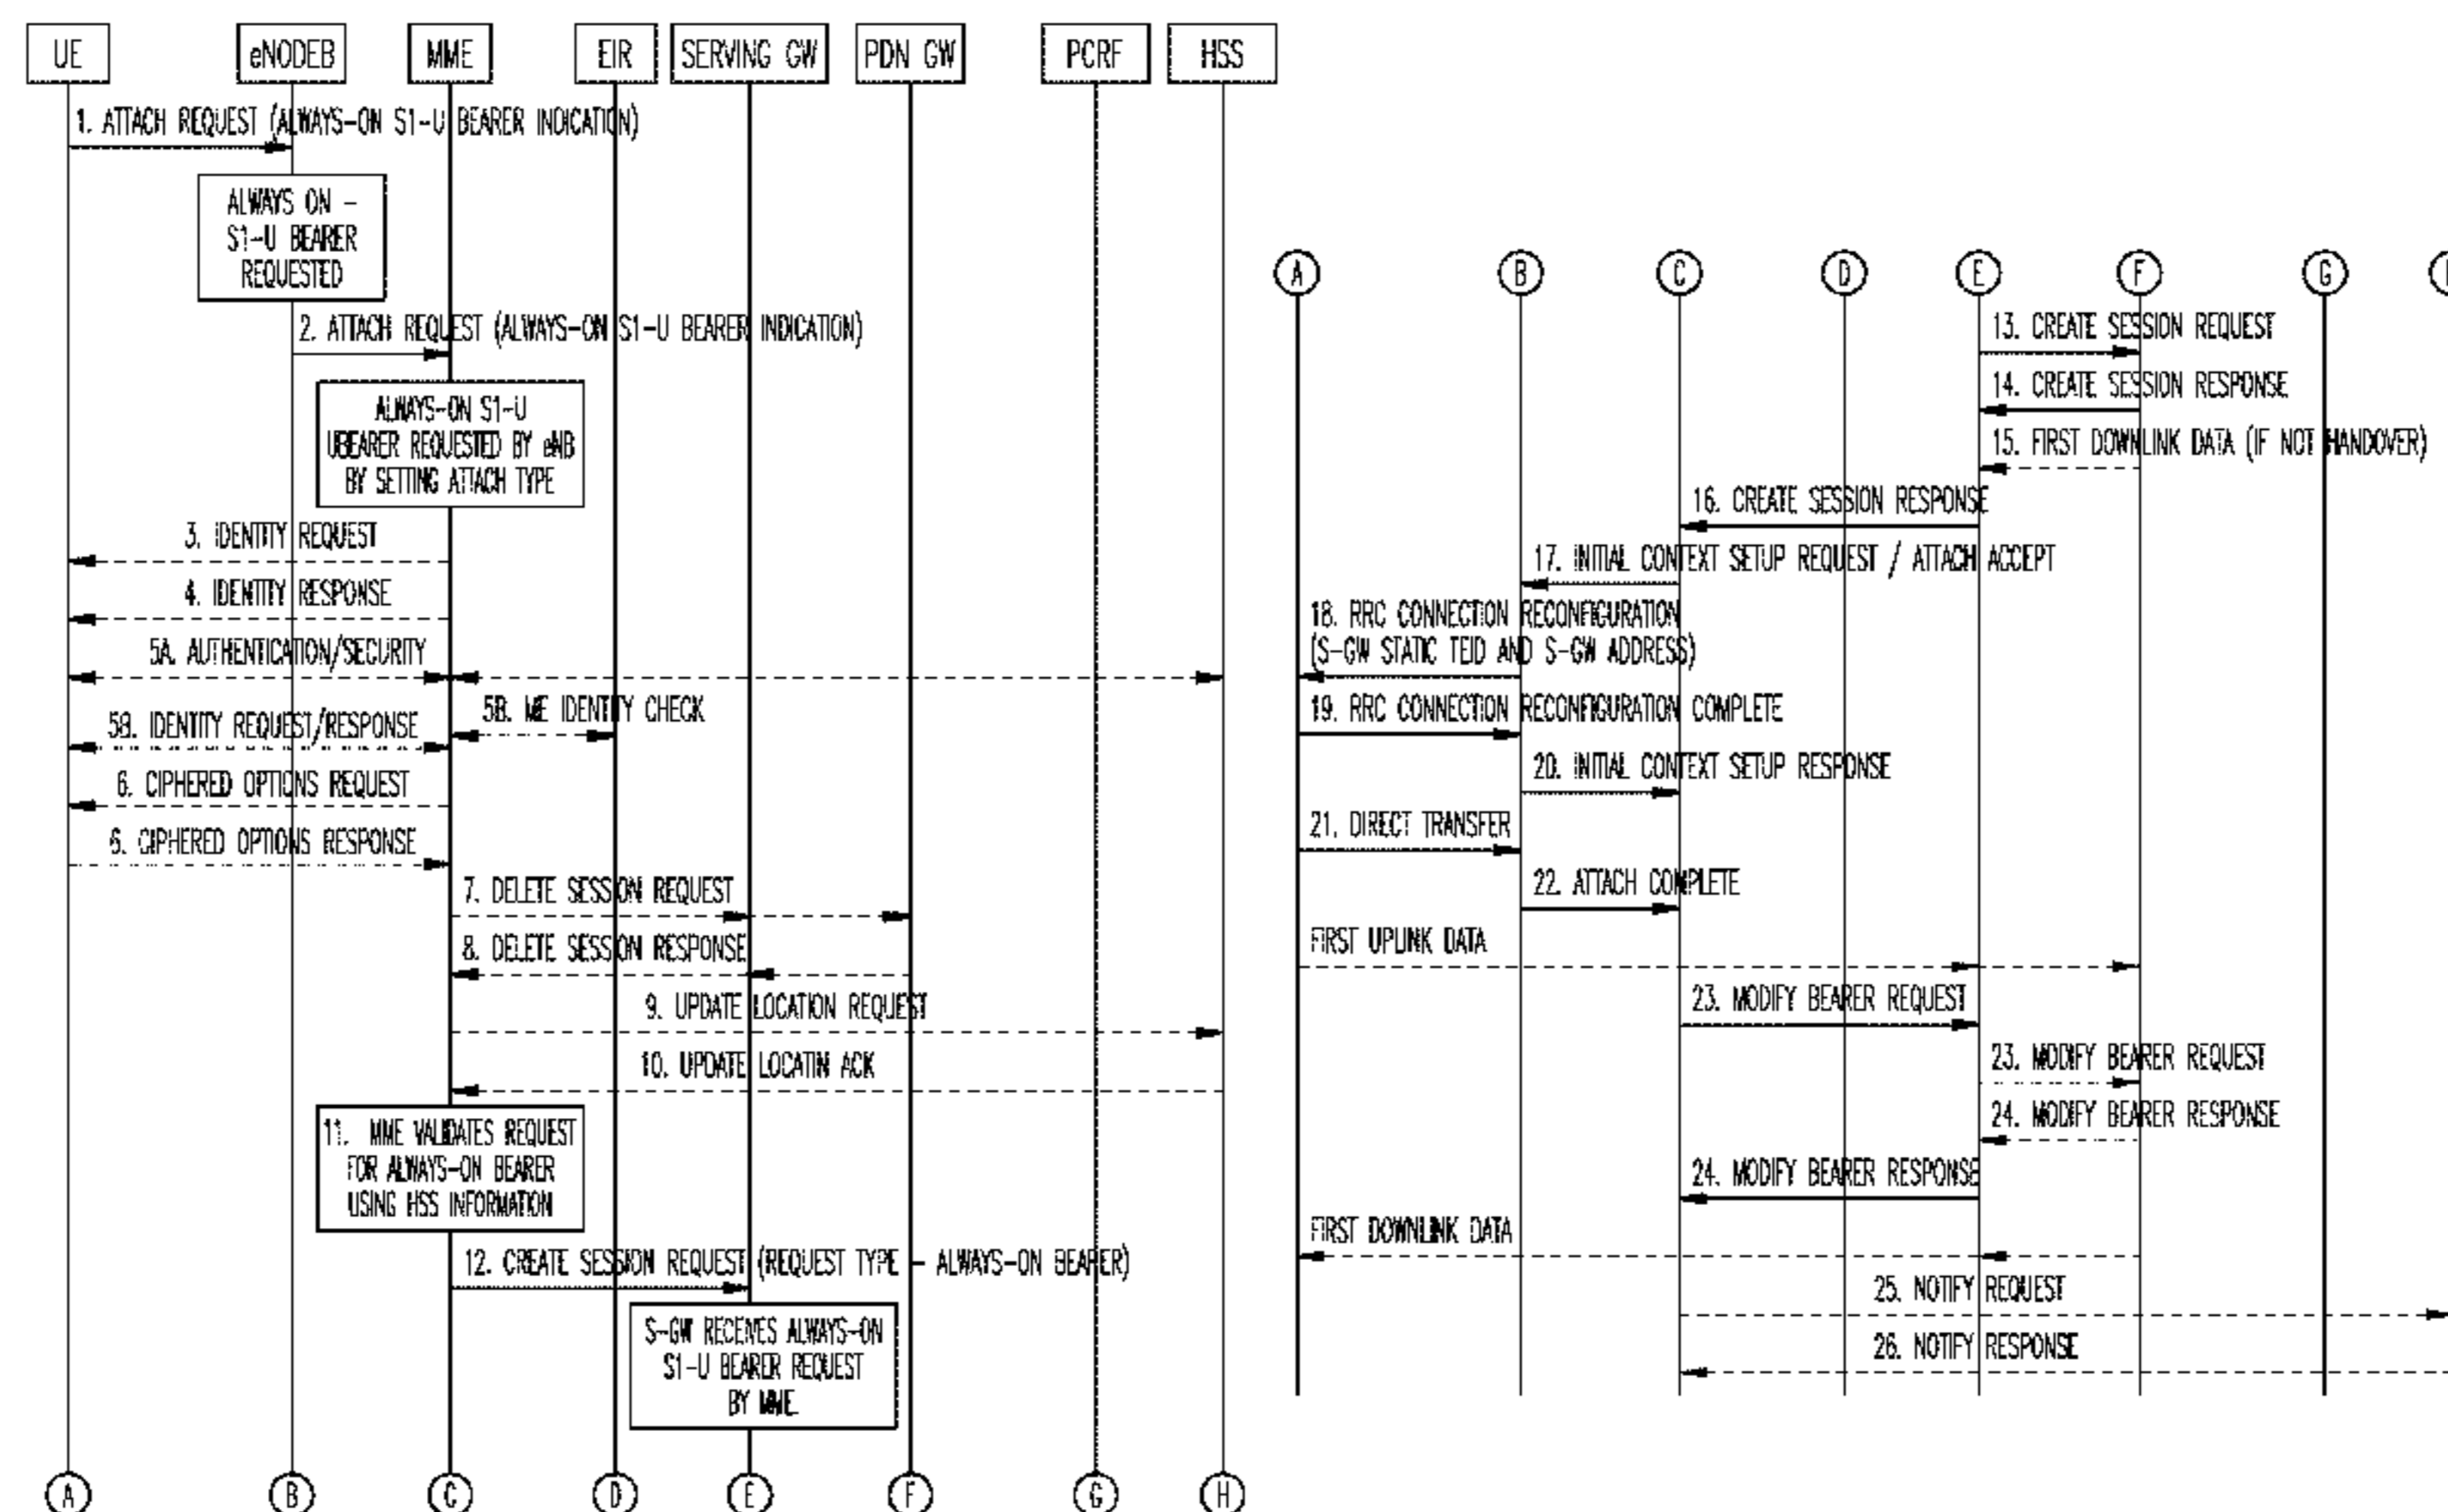 UE
eNODEB
MME
EIR
SERVING GW
PDN GW
PCRF
HSS
1. ATTACH REQUEST (ALWAYS-ON S1-U BEARER INDICATION)
ALWAYS ON -
S1-U BEARER
REQUESTED
2. ATTACH REQUEST (ALWAYS-ON S1-U BEARER INDICATION)
ALWAYS-ON S1-U
UBEARER REQUESTED BY eNB
BY SETTING ATTACH TYPE
3. IDENTITY REQUEST
4. IDENTITY RESPONSE
5A. AUTHENTICATION/SECURITY
5B. ME IDENTITY CHECK
5B. IDENTITY REQUEST/RESPONSE
6. CIPHERED OPTIONS REQUEST
6. CIPHERED OPTIONS RESPONSE
7. DELETE SESSION REQUEST
8. DELETE SESSION RESPONSE
9. UPDATE LOCATION REQUEST
10. UPDATE LOCATIN ACK
11. MME VALIDATES REQUEST
FOR ALWAYS-ON BEARER
USING HSS INFORMATION
12. CREATE SESSION REQUEST (REQUEST TYPE - ALWAYS-ON BEARER)
S-GW RECEIVES ALWAYS-ON
S1-U BEARER REQUEST
BY MME
A
B
C
D
E
F
G
H
A
B
C
D
E
F
G
13. CREATE SESSION REQUEST
14. CREATE SESSION RESPONSE
15. FIRST DOWNLINK DATA (IF NOT HANDOVER)
16. CREATE SESSION RESPONSE
17. INITIAL CONTEXT SETUP REQUEST / ATTACH ACCEPT
18. RRC CONNECTION RECONFIGURATION
(S-GW STATIC TEID AND S-GW ADDRESS)
19. RRC CONNECTION RECONFIGURATION COMPLETE
20. INITIAL CONTEXT SETUP RESPONSE
21. DIRECT TRANSFER
22. ATTACH COMPLETE
FIRST UPLINK DATA
23. MODIFY BEARER REQUEST
23. MODIFY BEARER REQUEST
24. MODIFY BEARER RESPONSE
24. MODIFY BEARER RESPONSE
FIRST DOWNLINK DATA
25. NOTIFY REQUEST
26. NOTIFY RESPONSE